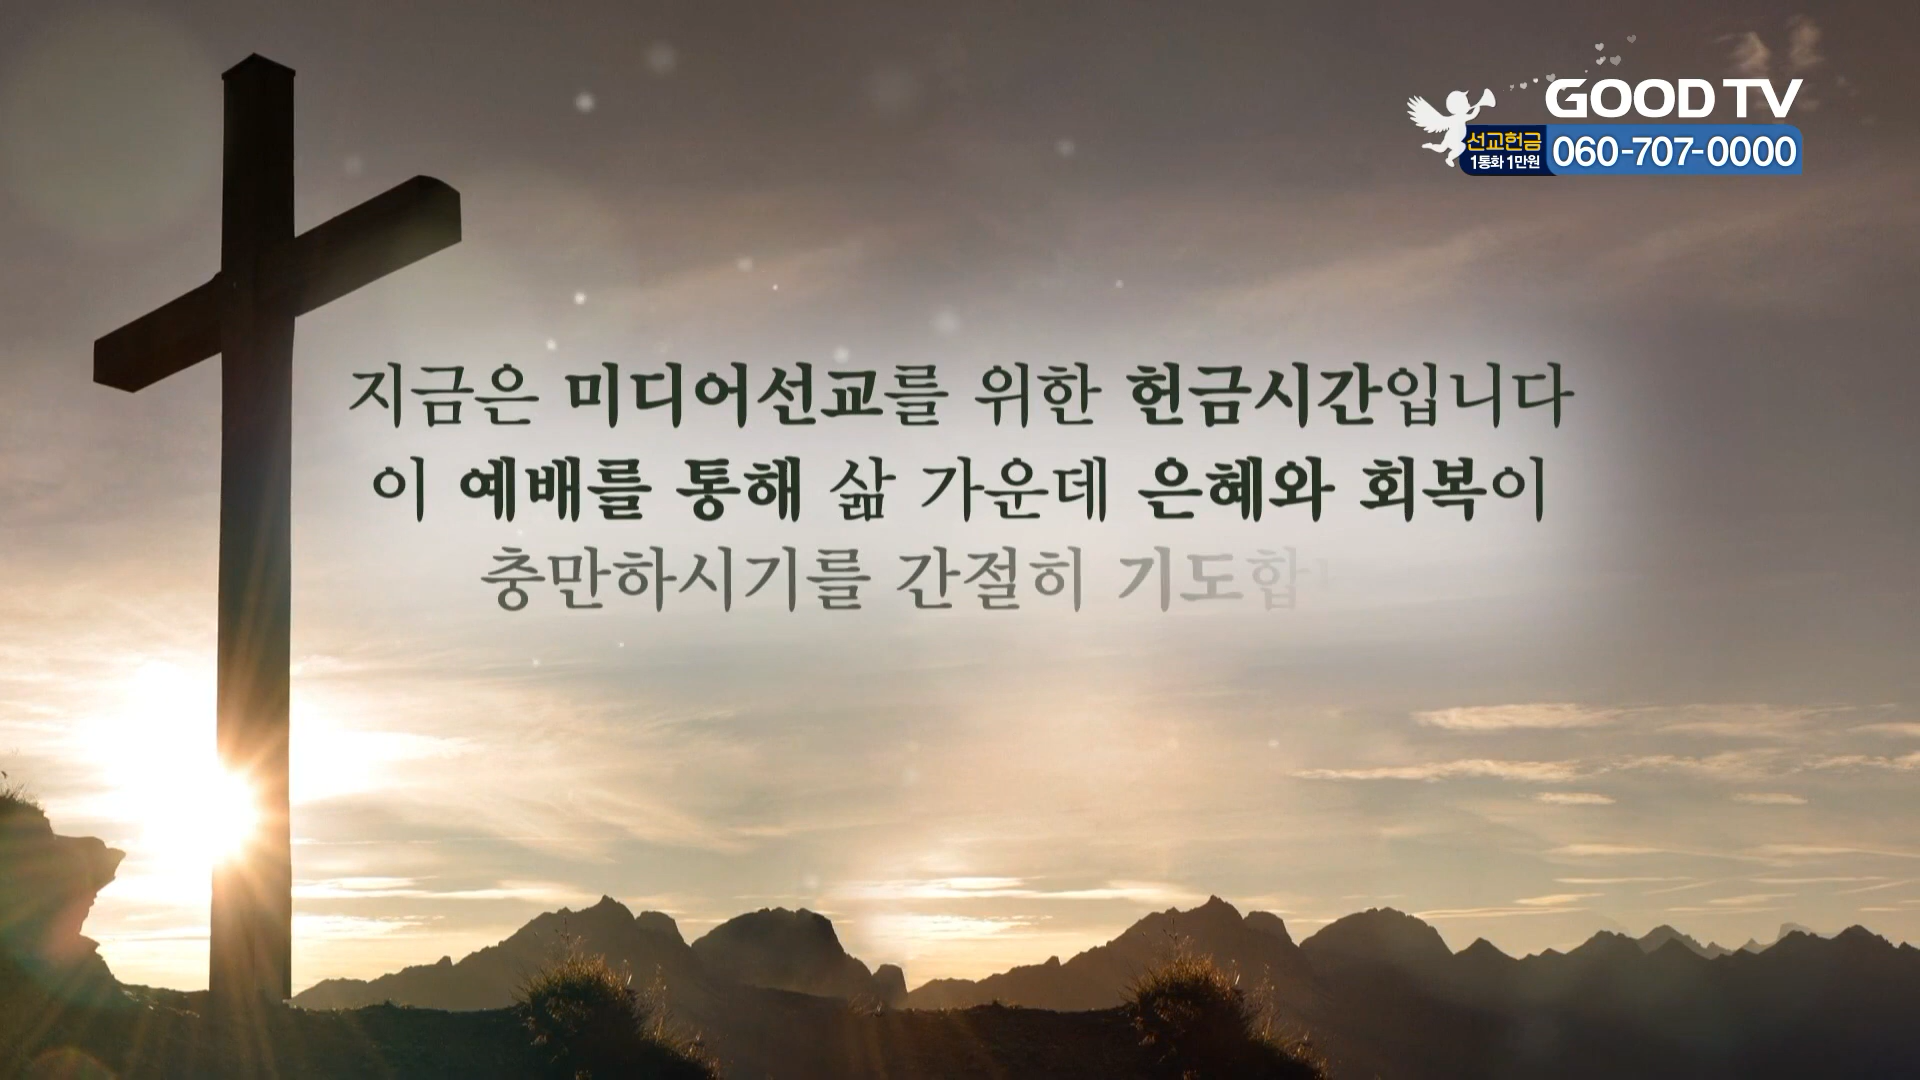 GOOD TV
선교헌금
1통화 1만원
060-707-0000
지금은 미디어선교를 위한 헌금시간입니다
이 예배를 통해 삶 가운데 은혜와 회복이
충만하시기를 간절히 기도합